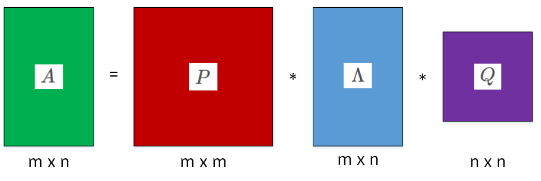 A = P * Λ * Q
m x n m x m m x n n x n